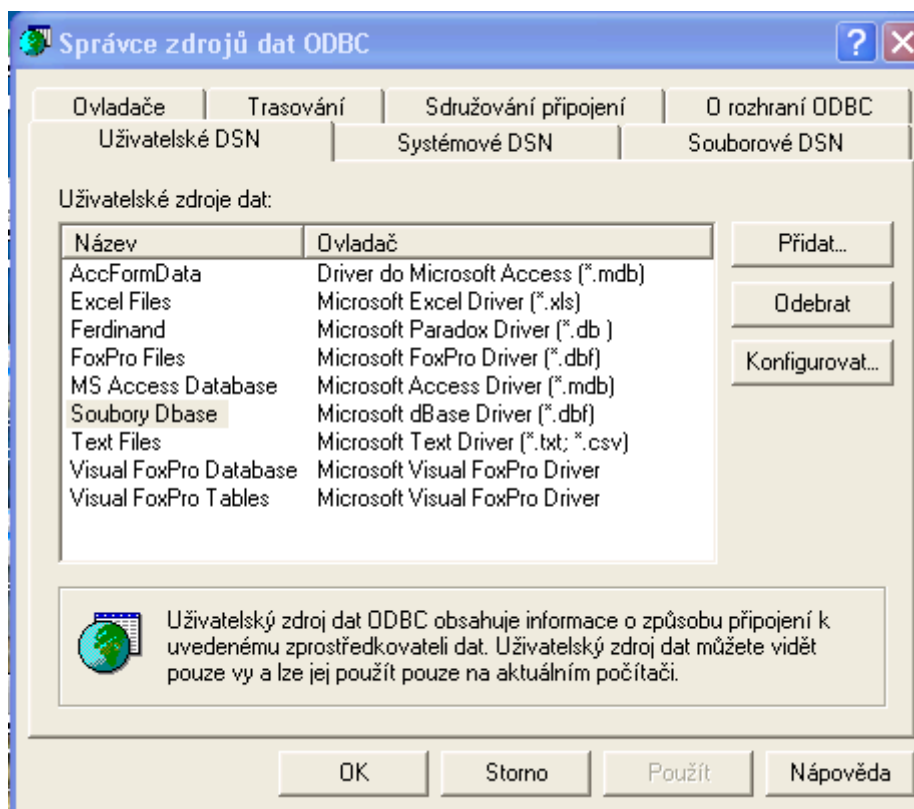 Správce zdrojů dat ODBC
Ovladače Trasování Sdružování připojení O rozhraní ODBC
Uživatelské DSN Systémové DSN Souborové DSN
Uživatelské zdroje dat:
Název Ovladač
AccFormData Driver do Microsoft Access (*.mdb)
Excel Files Microsoft Excel Driver (*.xls)
Ferdinand Microsoft Paradox Driver (*.db )
FoxPro Files Microsoft FoxPro Driver (*.dbf)
MS Access Database Microsoft Access Driver (*.mdb)
Soubory Dbase Microsoft dBase Driver (*.dbf)
Text Files Microsoft Text Driver (*.txt; *.csv)
Visual FoxPro Database Microsoft Visual FoxPro Driver
Visual FoxPro Tables Microsoft Visual FoxPro Driver
Přidat...
Odebrat
Konfigurovat...
Uživatelský zdroj dat ODBC obsahuje informace o způsobu připojení k
uvedenému zprostředkovateli dat. Uživatelský zdroj dat můžete vidět
pouze vy a lze jej použít pouze na aktuálním počítači.
OK Storno Použít Nápověda